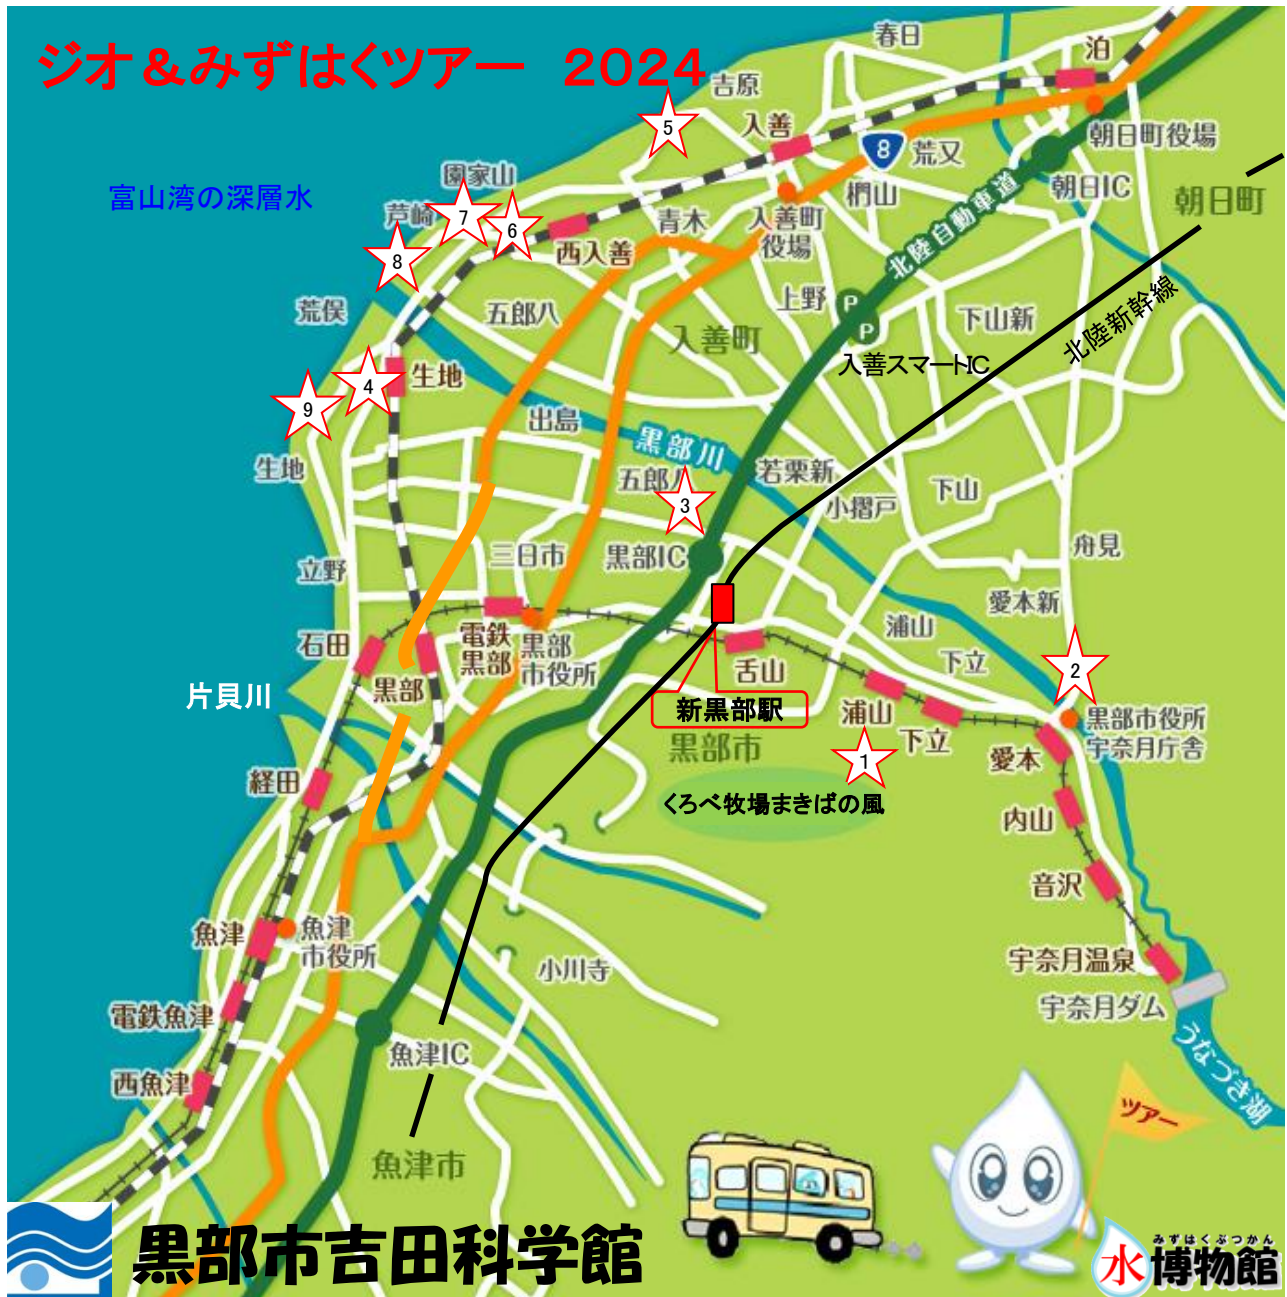 ジオ＆みずはくツアー　2024
春日
泊
吉原
5
入善
8
荒又
朝日町役場
富山湾の深層水
園家山
芦崎
7
6
8
青木
椚山
朝日IC
朝日町
入善町
役場
西入善
北陸自動車道
荒俣
五郎八
上野
P
P
下山新
北陸新幹線
入善町
入善スマートIC
生地
4
9
出島
黒部川
生地
五郎八
3
若栗新
下山
小摺戸
三日市
黒部IC
舟見
立野
愛本新
石田
電鉄
黒部
黒部
市役所
浦山
下立
舌山
2
黒部
片貝川
新黒部駅
浦山
下立
黒部市役所
宇奈月庁舎
黒部市
1
愛本
経田
くろべ牧場まきばの風
内山
音沢
魚津
魚津
市役所
小川寺
宇奈月温泉
宇奈月ダム
電鉄魚津
うなづき湖
魚津IC
西魚津
ツアー
魚津市
黒部市吉田科学館
みずはくぶつかん
水博物館